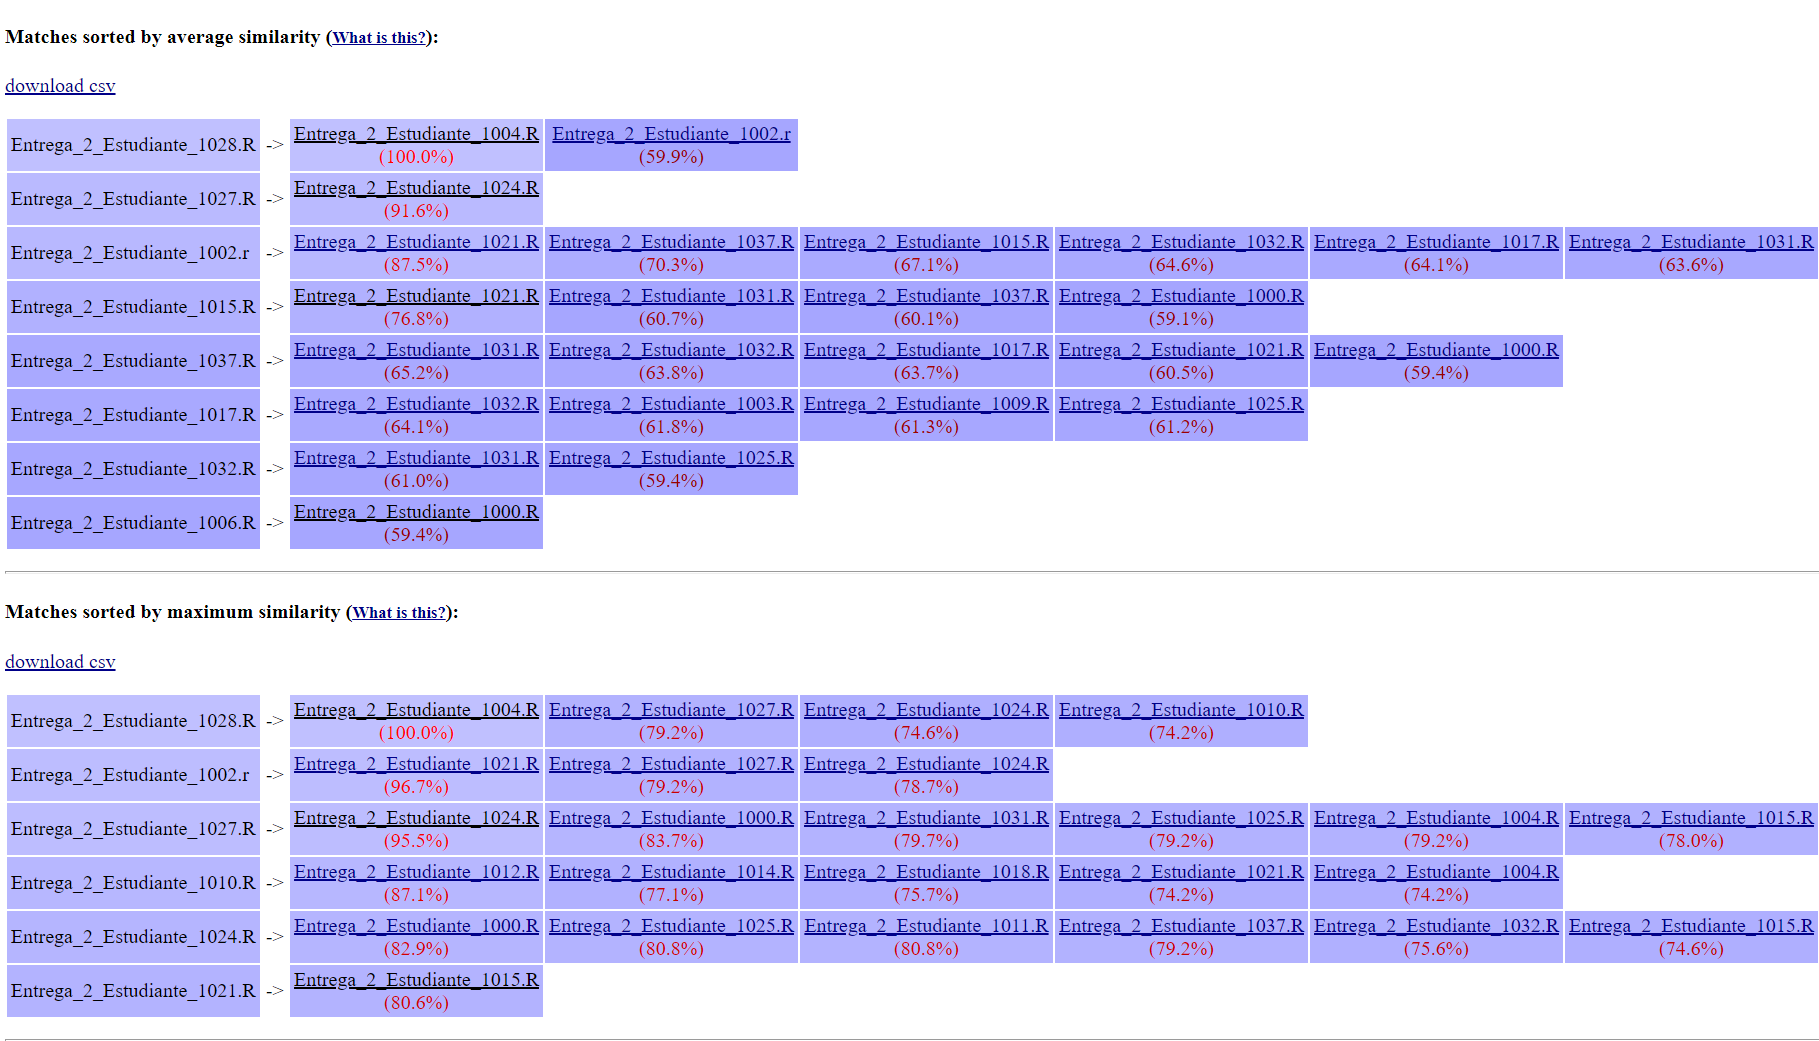 Matches sorted by average similarity (What is this?):
download csv
Entrega_2_Estudiante_1028.R -> Entrega_2_Estudiante_1004.R Entrega_2_Estudiante_1002.r
(100.0%) (59.9%)
Entrega_2_Estudiante_1027.R -> Entrega_2_Estudiante_1024.R
(91.6%)
Entrega_2_Estudiante_1002.r -> Entrega_2_Estudiante_1021.R Entrega_2_Estudiante_1037.R Entrega_2_Estudiante_1015.R Entrega_2_Estudiante_1032.R Entrega_2_Estudiante_1017.R Entrega_2_Estudiante_1031.R
(87.5%) (70.3%) (67.1%) (64.6%) (64.1%) (63.6%)
Entrega_2_Estudiante_1015.R -> Entrega_2_Estudiante_1021.R Entrega_2_Estudiante_1031.R Entrega_2_Estudiante_1037.R Entrega_2_Estudiante_1000.R
(76.8%) (60.7%) (60.1%) (59.1%)
Entrega_2_Estudiante_1037.R -> Entrega_2_Estudiante_1031.R Entrega_2_Estudiante_1032.R Entrega_2_Estudiante_1017.R Entrega_2_Estudiante_1021.R Entrega_2_Estudiante_1000.R
(65.2%) (63.8%) (63.7%) (60.5%) (59.4%)
Entrega_2_Estudiante_1017.R -> Entrega_2_Estudiante_1032.R Entrega_2_Estudiante_1003.R Entrega_2_Estudiante_1009.R Entrega_2_Estudiante_1025.R
(64.1%) (61.8%) (61.3%) (61.2%)
Entrega_2_Estudiante_1032.R -> Entrega_2_Estudiante_1031.R Entrega_2_Estudiante_1025.R
(61.0%) (59.4%)
Entrega_2_Estudiante_1006.R -> Entrega_2_Estudiante_1000.R
(59.4%)
Matches sorted by maximum similarity (What is this?):
download csv
Entrega_2_Estudiante_1028.R -> Entrega_2_Estudiante_1004.R Entrega_2_Estudiante_1027.R Entrega_2_Estudiante_1024.R Entrega_2_Estudiante_1010.R
(100.0%) (79.2%) (74.6%) (74.2%)
Entrega_2_Estudiante_1002.r -> Entrega_2_Estudiante_1021.R Entrega_2_Estudiante_1027.R Entrega_2_Estudiante_1024.R
(96.7%) (79.2%) (78.7%)
Entrega_2_Estudiante_1027.R -> Entrega_2_Estudiante_1024.R Entrega_2_Estudiante_1000.R Entrega_2_Estudiante_1031.R Entrega_2_Estudiante_1025.R Entrega_2_Estudiante_1004.R Entrega_2_Estudiante_1015.R
(95.5%) (83.7%) (79.7%) (79.2%) (79.2%) (78.0%)
Entrega_2_Estudiante_1010.R -> Entrega_2_Estudiante_1012.R Entrega_2_Estudiante_1014.R Entrega_2_Estudiante_1018.R Entrega_2_Estudiante_1021.R Entrega_2_Estudiante_1004.R
(87.1%) (77.1%) (75.7%) (74.2%) (74.2%)
Entrega_2_Estudiante_1024.R -> Entrega_2_Estudiante_1000.R Entrega_2_Estudiante_1025.R Entrega_2_Estudiante_1011.R Entrega_2_Estudiante_1037.R Entrega_2_Estudiante_1032.R Entrega_2_Estudiante_1015.R
(82.9%) (80.8%) (80.8%) (79.2%) (75.6%) (74.6%)
Entrega_2_Estudiante_1021.R -> Entrega_2_Estudiante_1015.R
(80.6%)